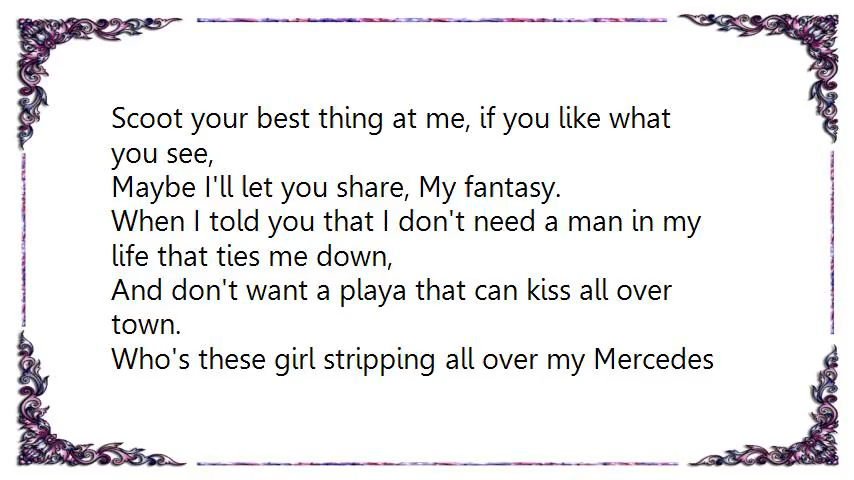 Scoot your best thing at me, if you like what
you see,
Maybe I'll let you share, My fantasy.
When I told you that I don't need a man in my
life that ties me down,
And don't want a playa that can kiss all over
town.
Who's these girl stripping all over my Mercedes